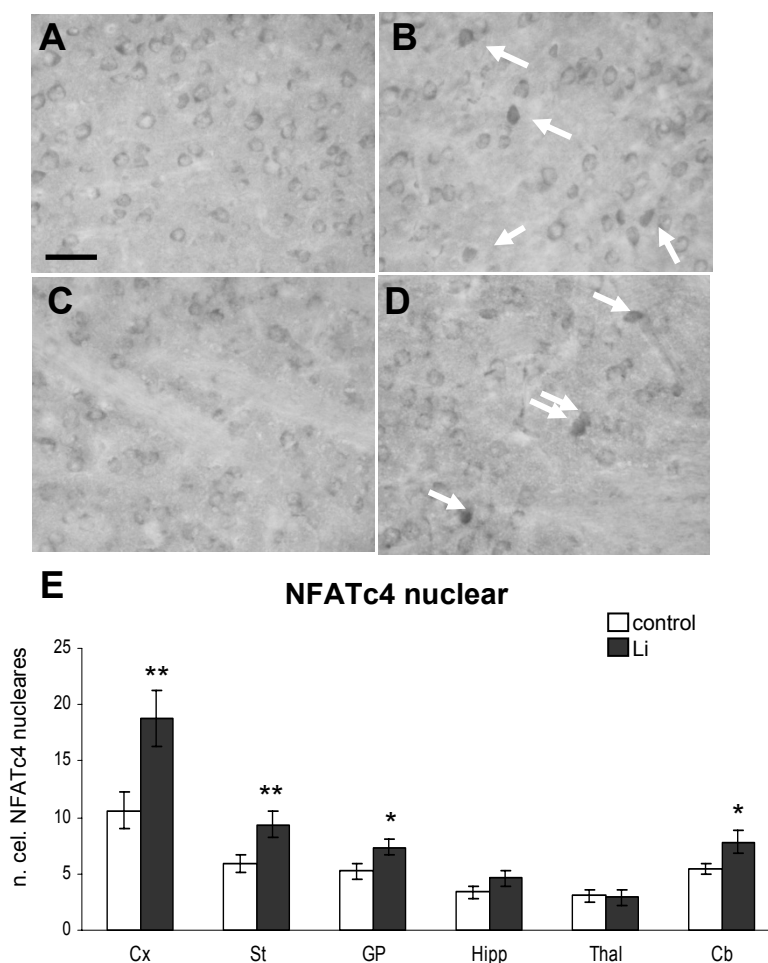 A
B
C
D
E
NFATc4 nuclear
control
Li
n. cel. NFATc4 nucleares
25
20
15
10
5
0
**
**
*
*
Cx
St
GP
Hipp
Thal
Cb